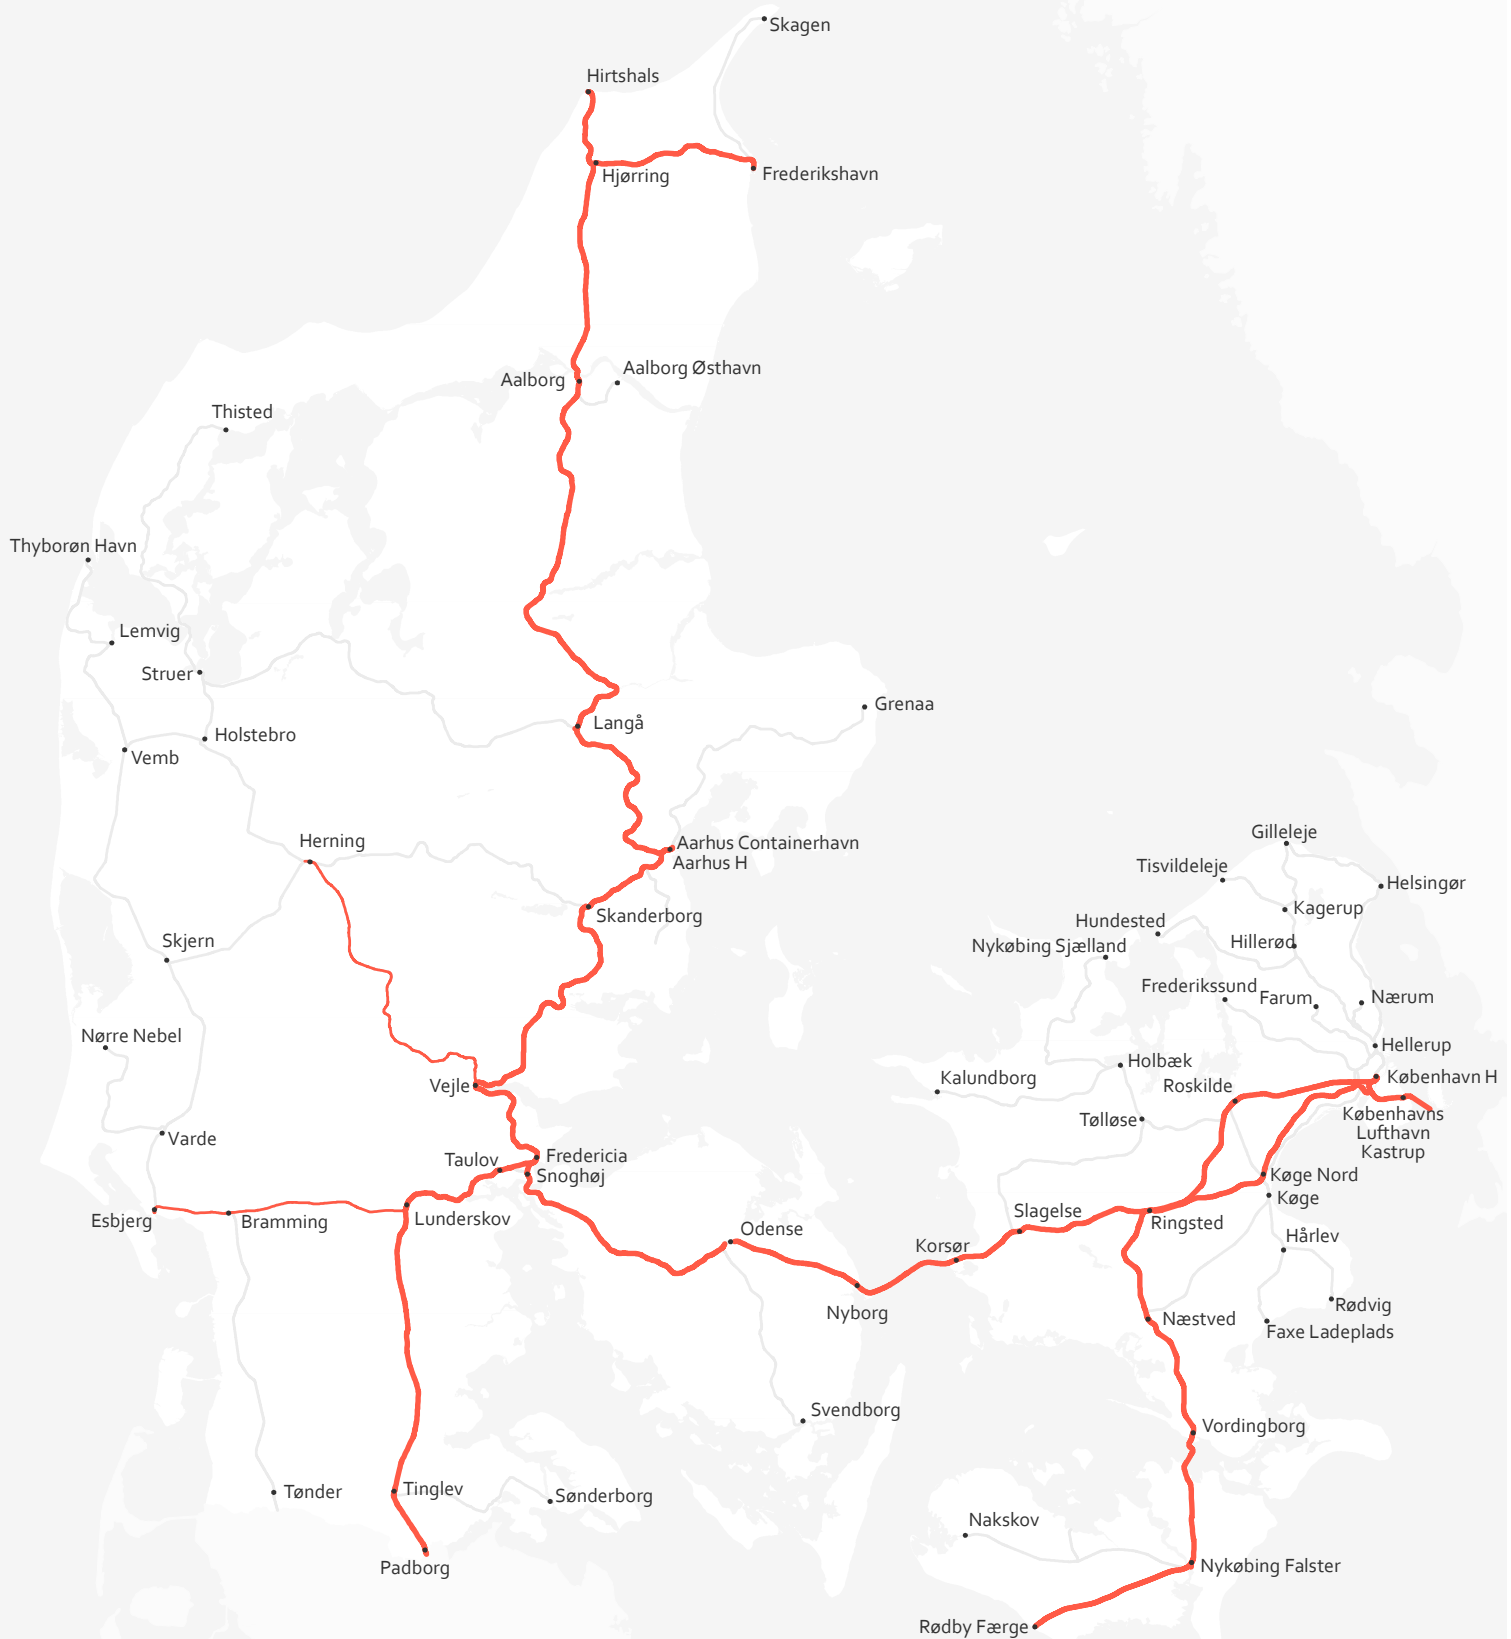 Skagen
Hirtshals
Hjørring
Frederikshavn
Aalborg Østhavn
Aalborg
Thisted
Thyborøn Havn
Lemvig
Struer
Grenaa
Langå
Holstebro
Vemb
Gilleleje
Herning
Aarhus Containerhavn
Aarhus H
Tisvildeleje
Helsingør
Kagerup
Skanderborg
Hundested
Skjern
Hillerød
Nykøbing Sjælland
Frederikssund
Farum
Nærum
Nørre Nebel
Hellerup
Holbæk
Kalundborg
København H
Vejle
Roskilde
Københavns
Lufthavn
Kastrup
Tølløse
Varde
Fredericia
Taulov
Snoghøj
Køge Nord
Køge
Slagelse
Esbjerg
Bramming
Lunderskov
Ringsted
Odense
Hårlev
Korsør
Rødvig
Nyborg
Næstved
Faxe Ladeplads
Svendborg
Vordingborg
Tønder
Tinglev
Sønderborg
Nakskov
Padborg
Nykøbing Falster
Rødby Færge